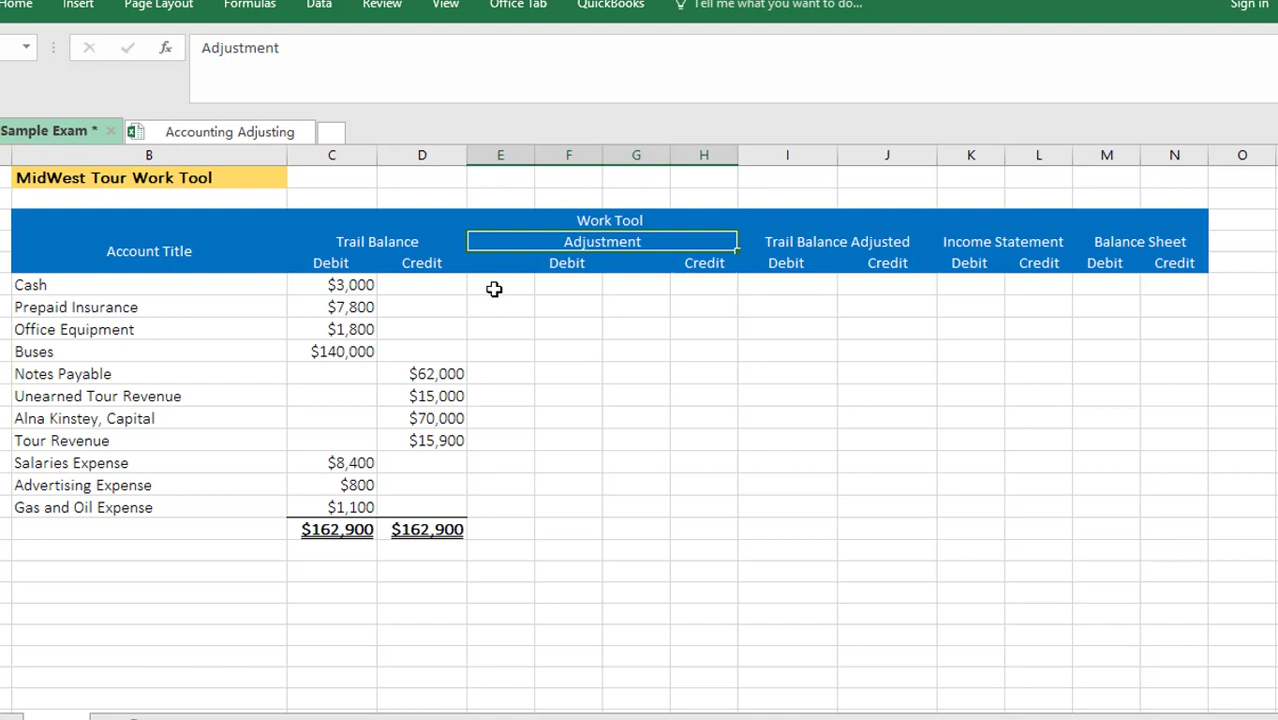 Home Insert Page Layout Formulas Data Review View Office Tab QuickBooks Tell me what you want to do... Sign in
fx Adjustment
Sample Exam * Accounting Adjusting
B C D E F G H I J K L M N O
MidWest Tour Work Tool
Work Tool
Account Title Trail Balance Adjustment Trail Balance Adjusted Income Statement Balance Sheet
Debit Credit Debit Credit Debit Credit Debit Credit Debit Credit
Cash $3,000
Prepaid Insurance $7,800
Office Equipment $1,800
Buses $140,000
Notes Payable $62,000
Unearned Tour Revenue $15,000
Alna Kinstey, Capital $70,000
Tour Revenue $15,900
Salaries Expense $8,400
Advertising Expense $800
Gas and Oil Expense $1,100
$162,900 $162,900